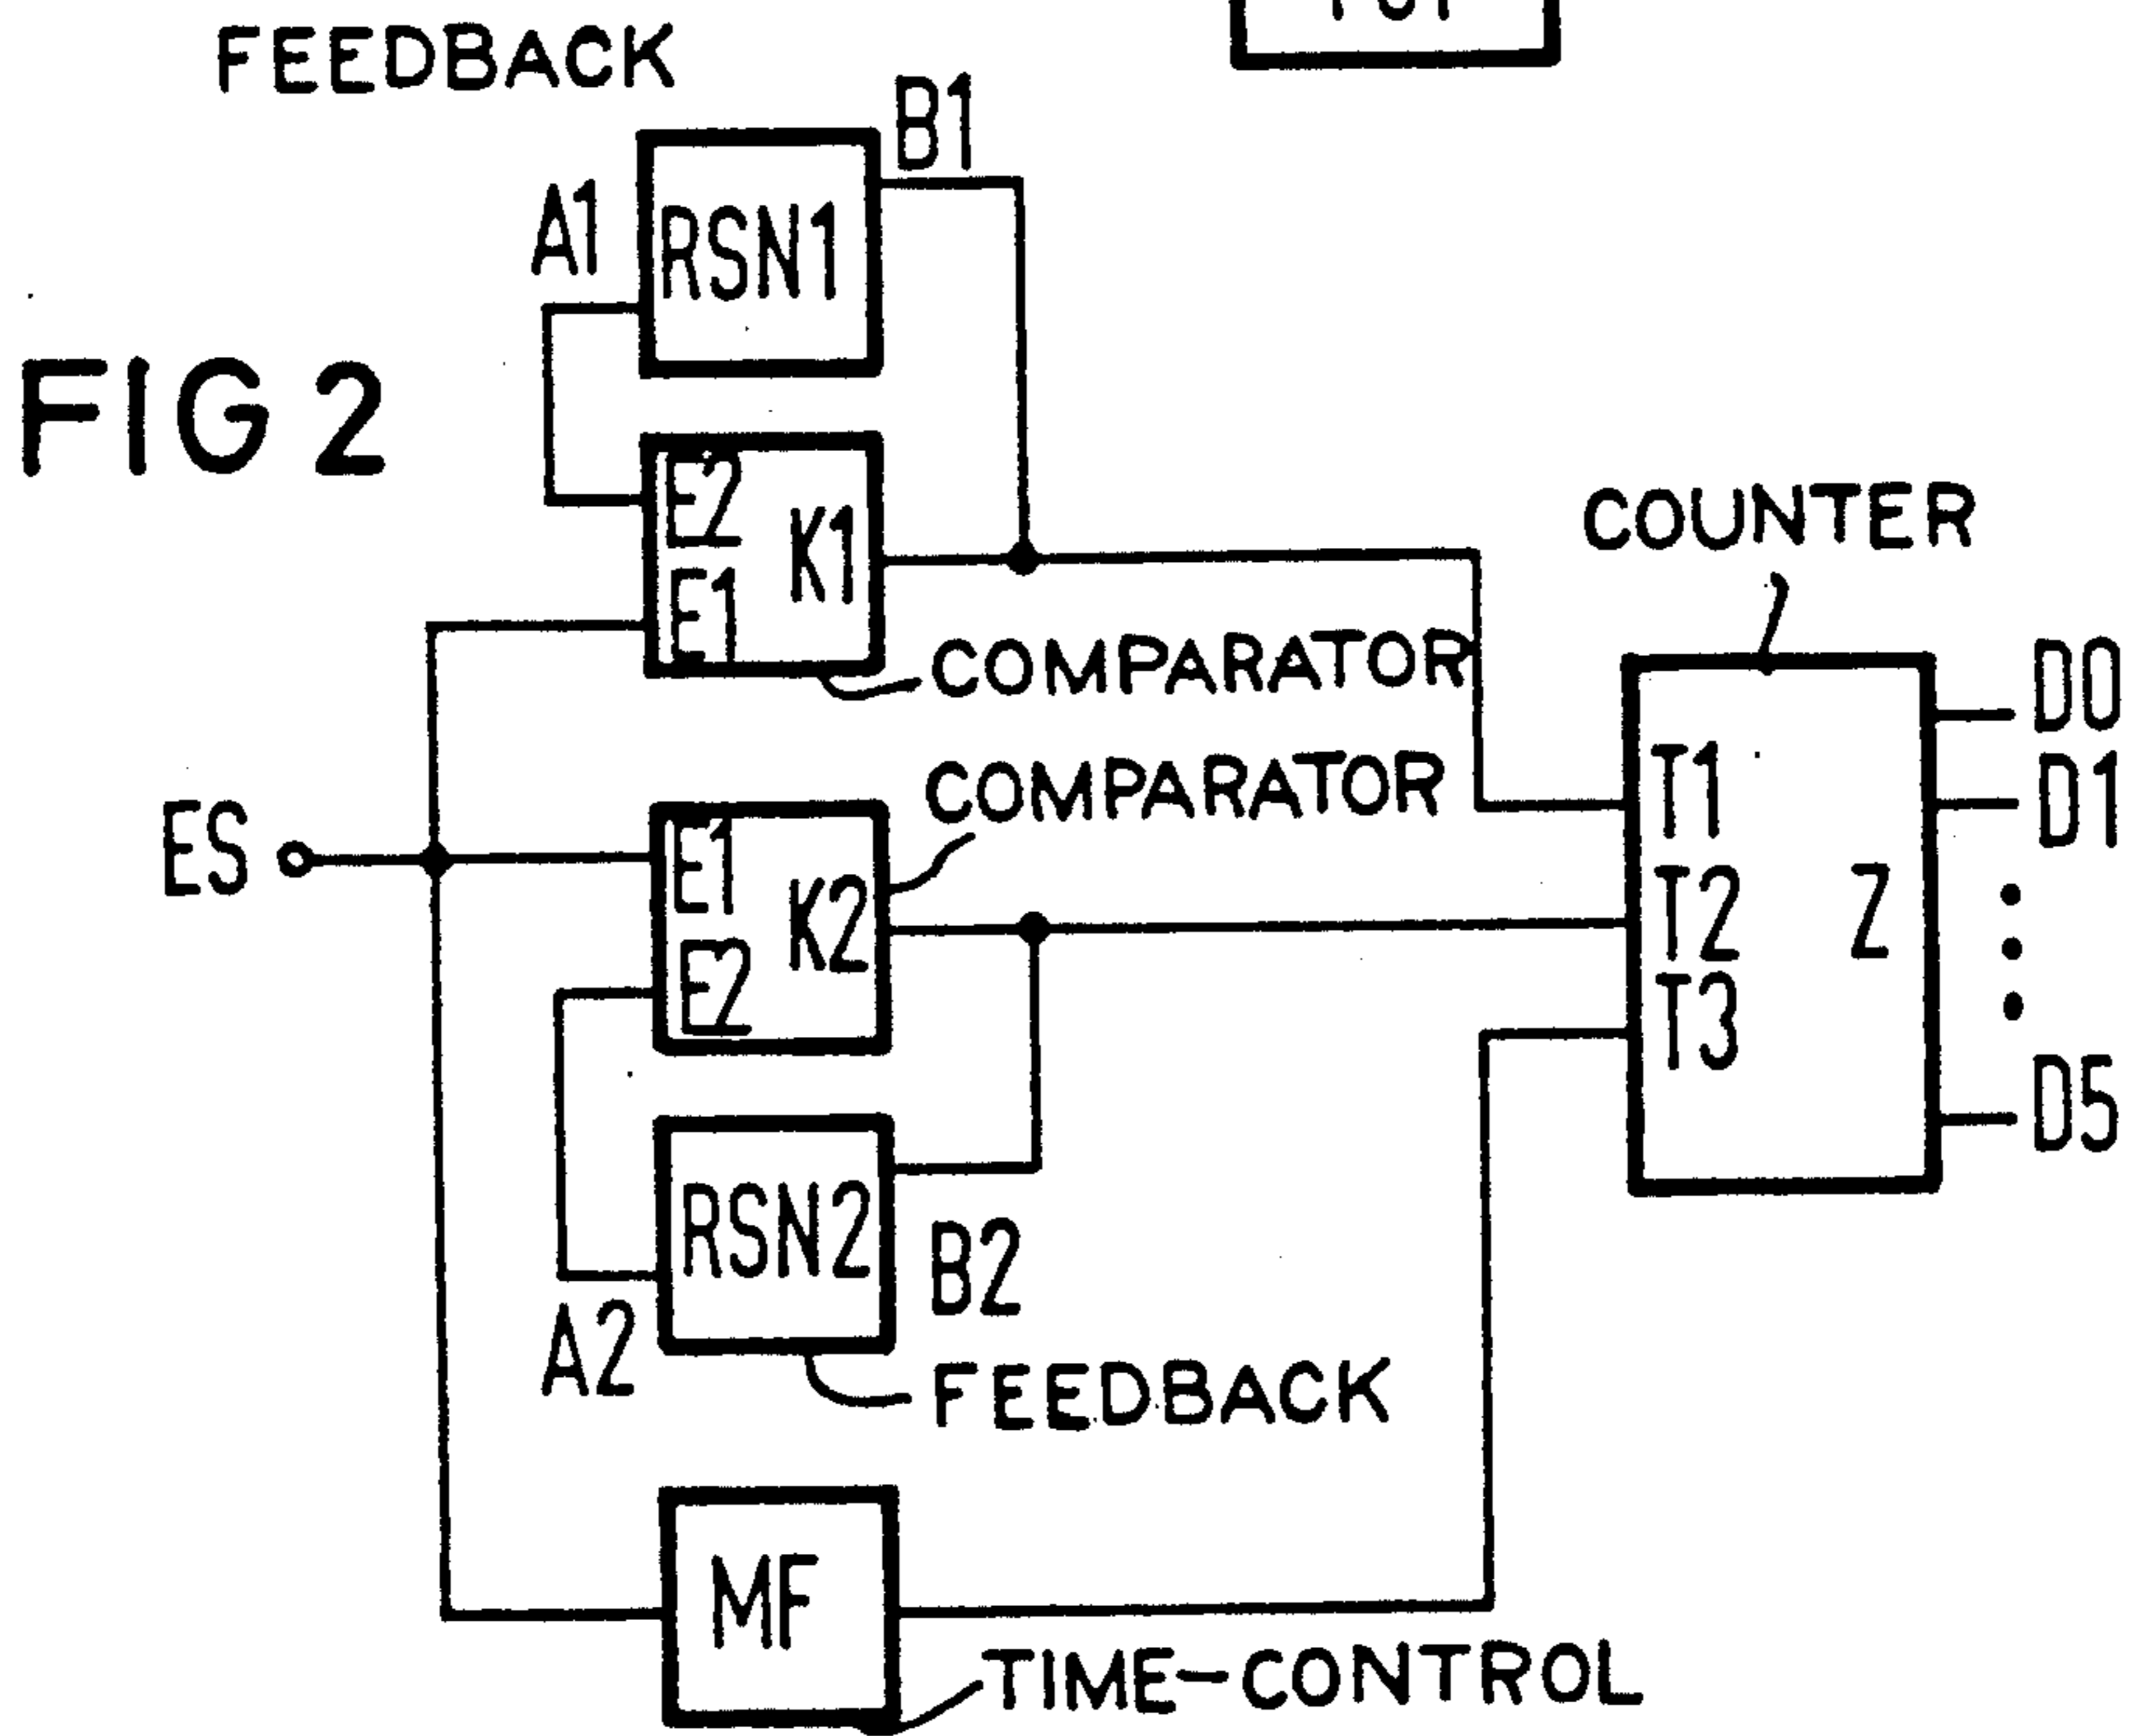 FEEDBACK
B1
A1
RSN1
FIG 2
E2
K1
E1
COUNTER
COMPARATOR
D0
COMPARATOR
T1
D1
ES
E1
K2
T2
Z
E2
T3
D5
RSN2
B2
A2
FEEDBACK
MF
TIME-CONTROL